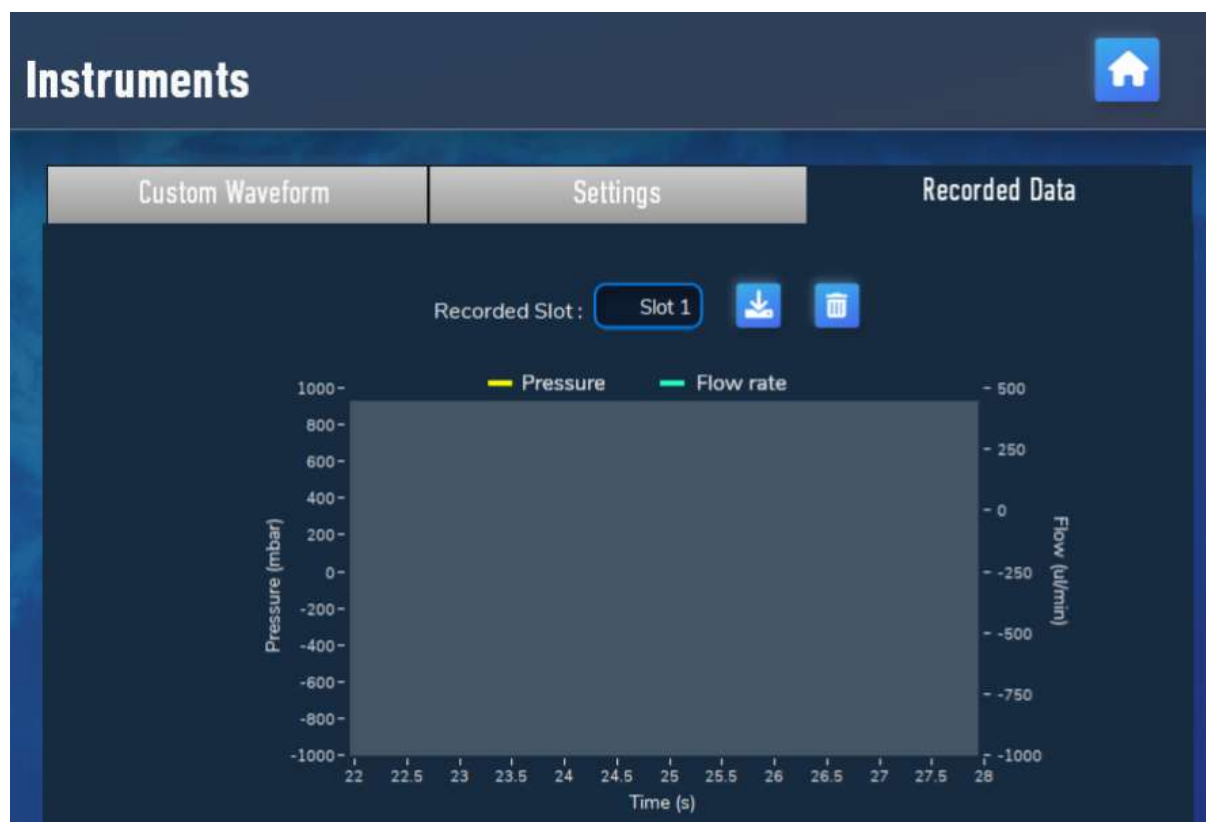 Instruments
Custom Waveform Settings Recorded Data
Recorded Slot : Slot 1
Pressure Flow rate
1000 500
800
600 250
400
200 0
0 -250
-200
-400 -500
-600
-800 -750
-1000 -1000
Pressure (mbar)
Flow (ul/min)
22 22.5 23 23.5 24 24.5 25 25.5 26 26.5 27 27.5 28
Time (s)